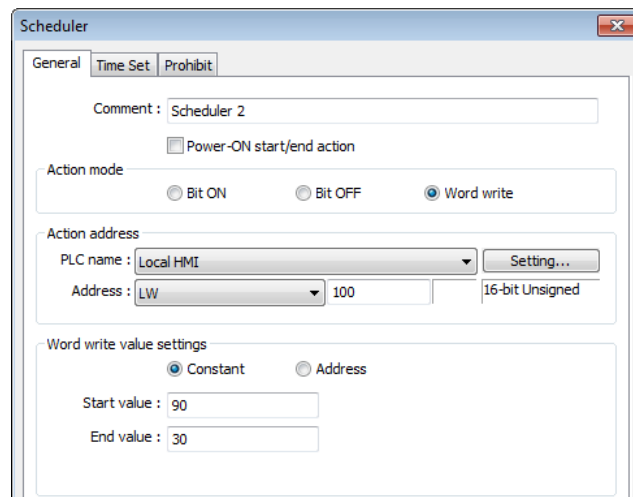 Scheduler
General Time Set Prohibit
Comment : Scheduler 2
Power-ON start/end action
Action mode
Bit ON Bit OFF Word write
Action address
PLC name : Local HMI Setting...
Address : LW 100 16-bit Unsigned
Word write value settings
Constant Address
Start value : 90
End value : 30